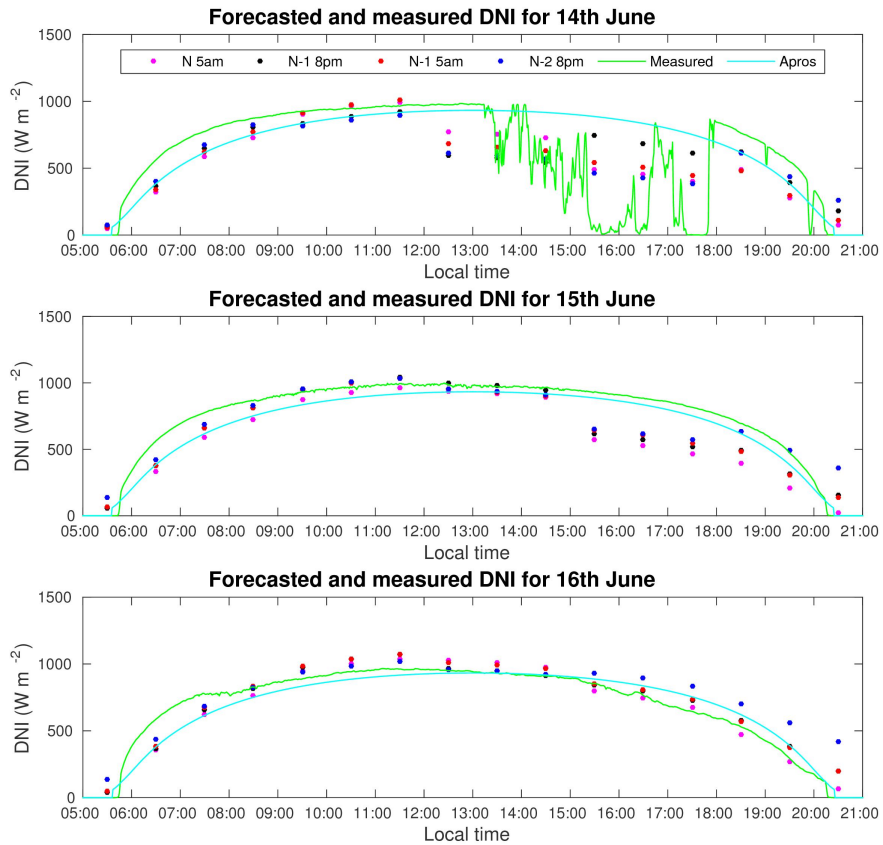 Forecasted and measured DNI for 14th June
1500
N 5am N-1 8pm N-1 5am N-2 8pm Measured Apros
1000
500
0
DNI (W m -2)
05:00 06:00 07:00 08:00 09:00 10:00 11:00 12:00 13:00 14:00 15:00 16:00 17:00 18:00 19:00 20:00 21:00
Local time
Forecasted and measured DNI for 15th June
1500
1000
500
0
DNI (W m -2)
05:00 06:00 07:00 08:00 09:00 10:00 11:00 12:00 13:00 14:00 15:00 16:00 17:00 18:00 19:00 20:00 21:00
Local time
Forecasted and measured DNI for 16th June
1500
1000
500
0
DNI (W m -2)
05:00 06:00 07:00 08:00 09:00 10:00 11:00 12:00 13:00 14:00 15:00 16:00 17:00 18:00 19:00 20:00 21:00
Local time